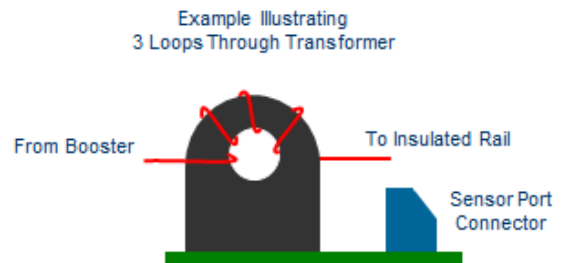 Example Illustrating
3 Loops Through Transformer
From Booster
To Insulated Rail
Sensor Port
Connector